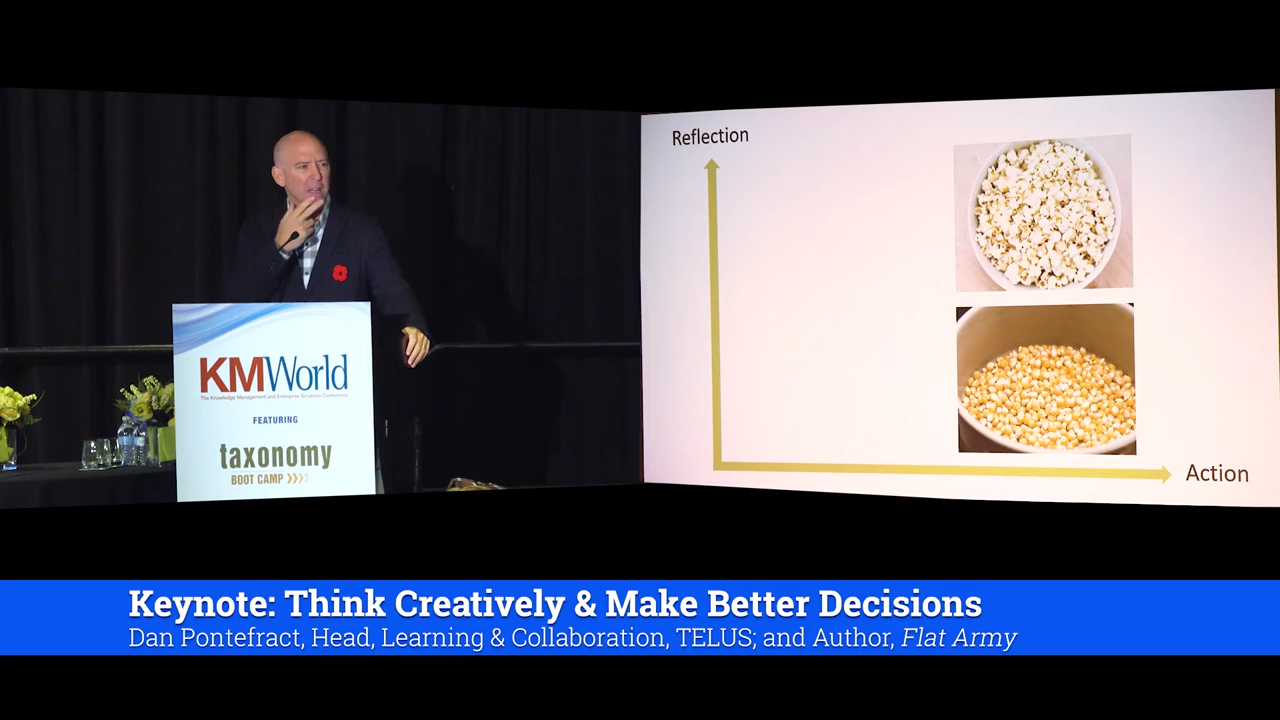 KMWorld
The Knowledge Management and Enterprise Solutions Conference
FEATURING
taxonomy
BOOT CAMP
Reflection
Action
Keynote: Think Creatively & Make Better Decisions
Dan Pontefract, Head, Learning & Collaboration, TELUS; and Author, Flat Army